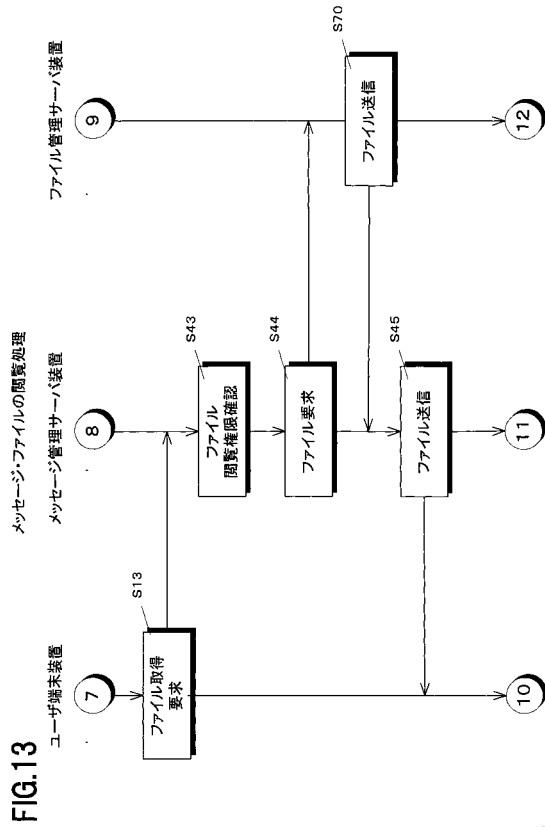 FIG.13
メッセージ・ファイルの閲覧処理
ユーザ端末装置
メッセージ管理サーバ装置
ファイル管理サーバ装置
7
8
9
S13
ファイル取得
要求
S43
ファイル
閲覧権限確認
S44
ファイル要求
S70
ファイル送信
S45
ファイル送信
10
11
12